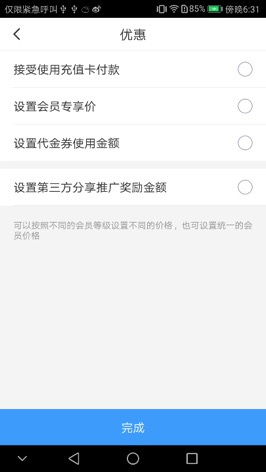 仅限紧急呼叫
85% 傍晚6:31
优惠
接受使用充值卡付款
设置会员专享价
设置代金券使用金额
设置第三方分享推广奖励金额
可以按照不同的会员等级设置不同的价格，也可设置统一的会
员价格
完成